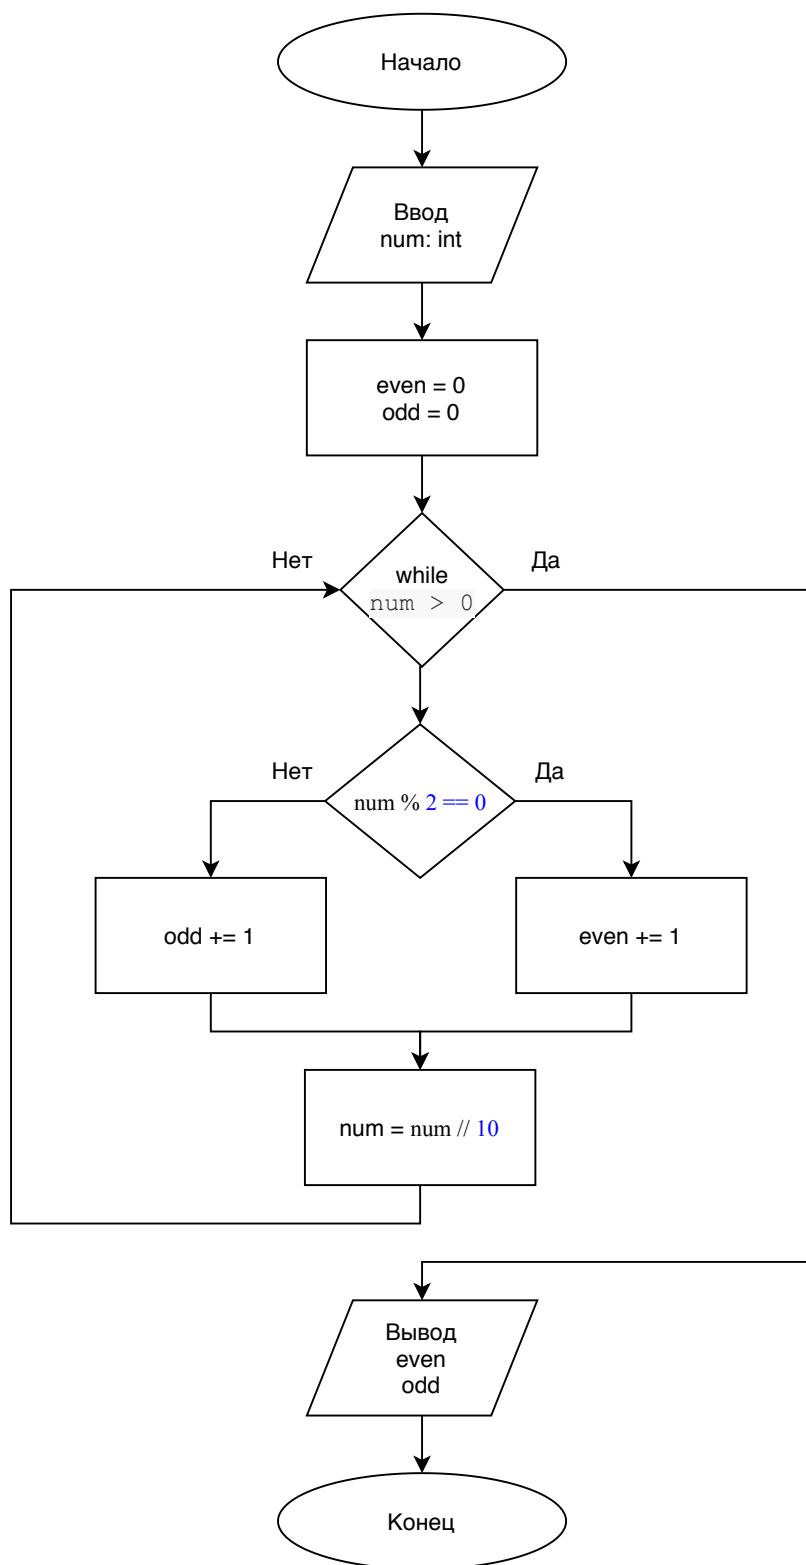 Начало
Ввод
num: int
even = 0
odd = 0
Нет
Да
while
num > 0
Нет
Да
num % 2 == 0
odd += 1
even += 1
num = num // 10
Вывод
even
odd
Конец